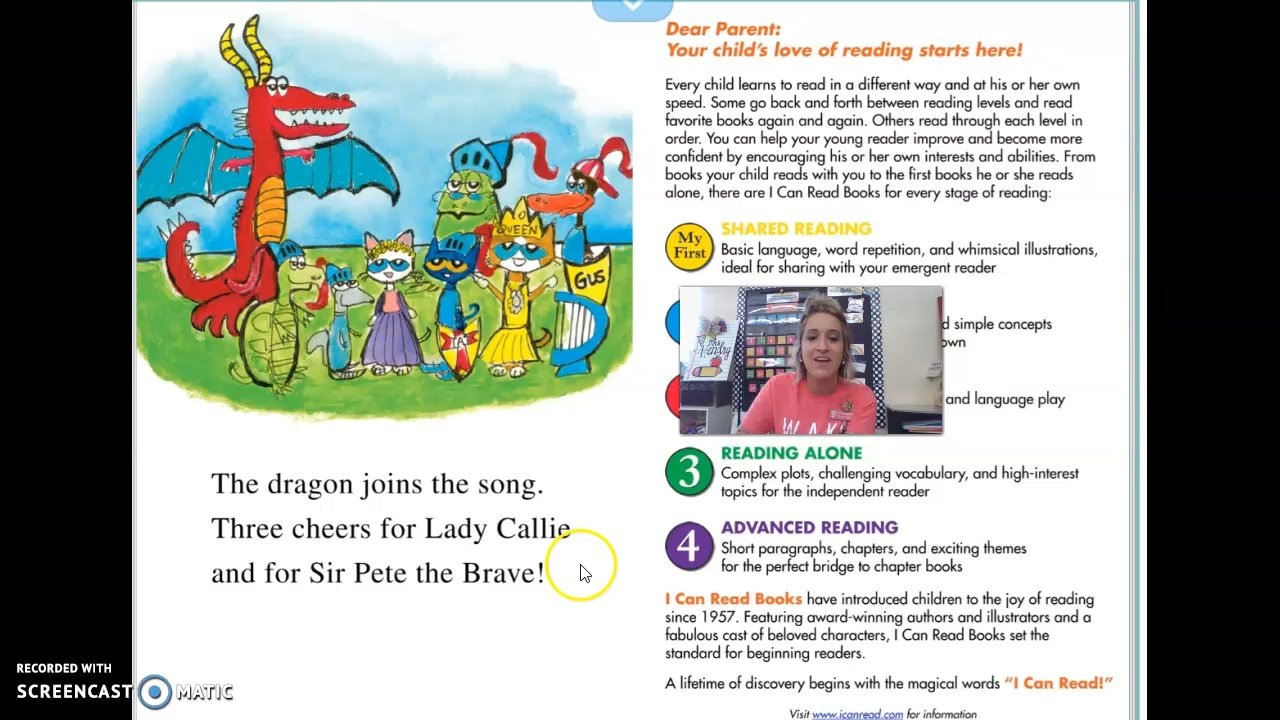 QUEEN
GUS
The dragon joins the song.
Three cheers for Lady Callie
and for Sir Pete the Brave!
Dear Parent:
Your child's love of reading starts here!
Every child learns to read in a different way and at his or her own
speed. Some go back and forth between reading levels and read
favorite books again and again. Others read through each level in
order. You can help your young reader improve and become more
confident by encouraging his or her own interests and abilities. From
books your child reads with you to the first books he or she reads
alone, there are I Can Read Books for every stage of reading:
My
First
SHARED READING
Basic language, word repetition, and whimsical illustrations,
ideal for sharing with your emergent reader
d simple concepts
own
and language play
3
READING ALONE
Complex plots, challenging vocabulary, and high-interest
topics for the independent reader
4
ADVANCED READING
Short paragraphs, chapters, and exciting themes
for the perfect bridge to chapter books
I Can Read Books have introduced children to the joy of reading
since 1957. Featuring award-winning authors and illustrators and a
fabulous cast of beloved characters, I Can Read Books set the
standard for beginning readers.
A lifetime of discovery begins with the magical words "I Can Read!"
Visit www.icanread.com for information
RECORDED WITH
SCREENCAST MATIC